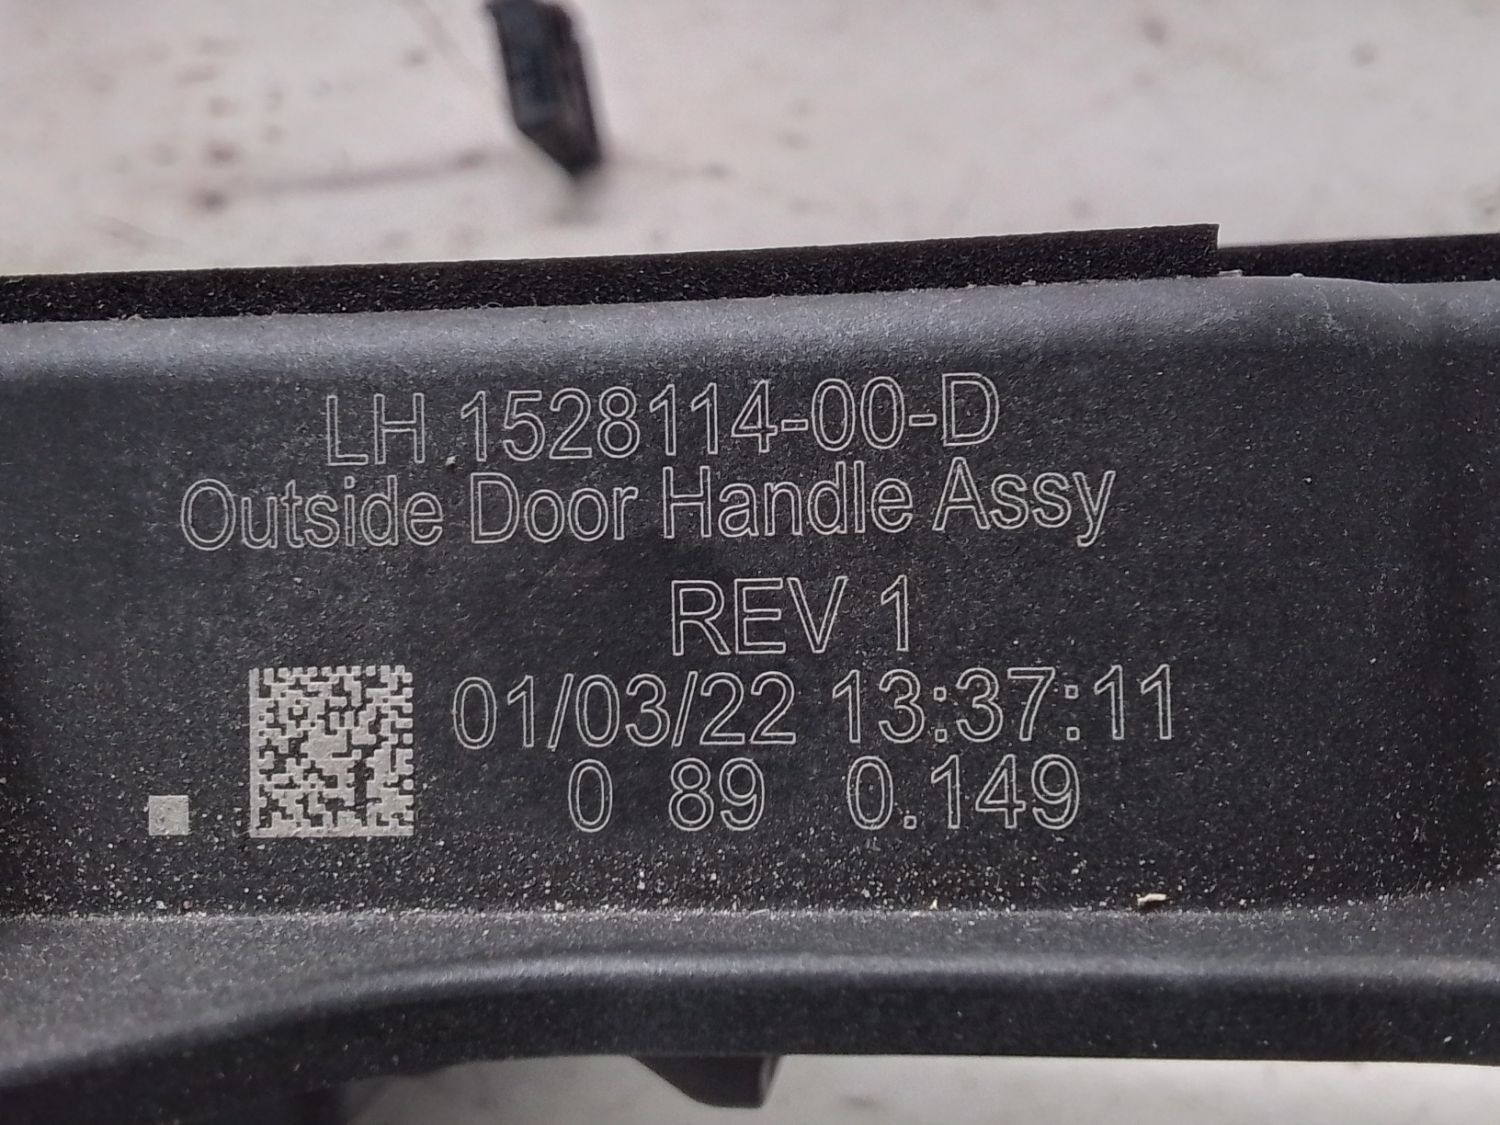 LH 1528114-00-D
Outside Door Handle Assy
REV 1
01/03/22 13:37:11
0 89 0.149